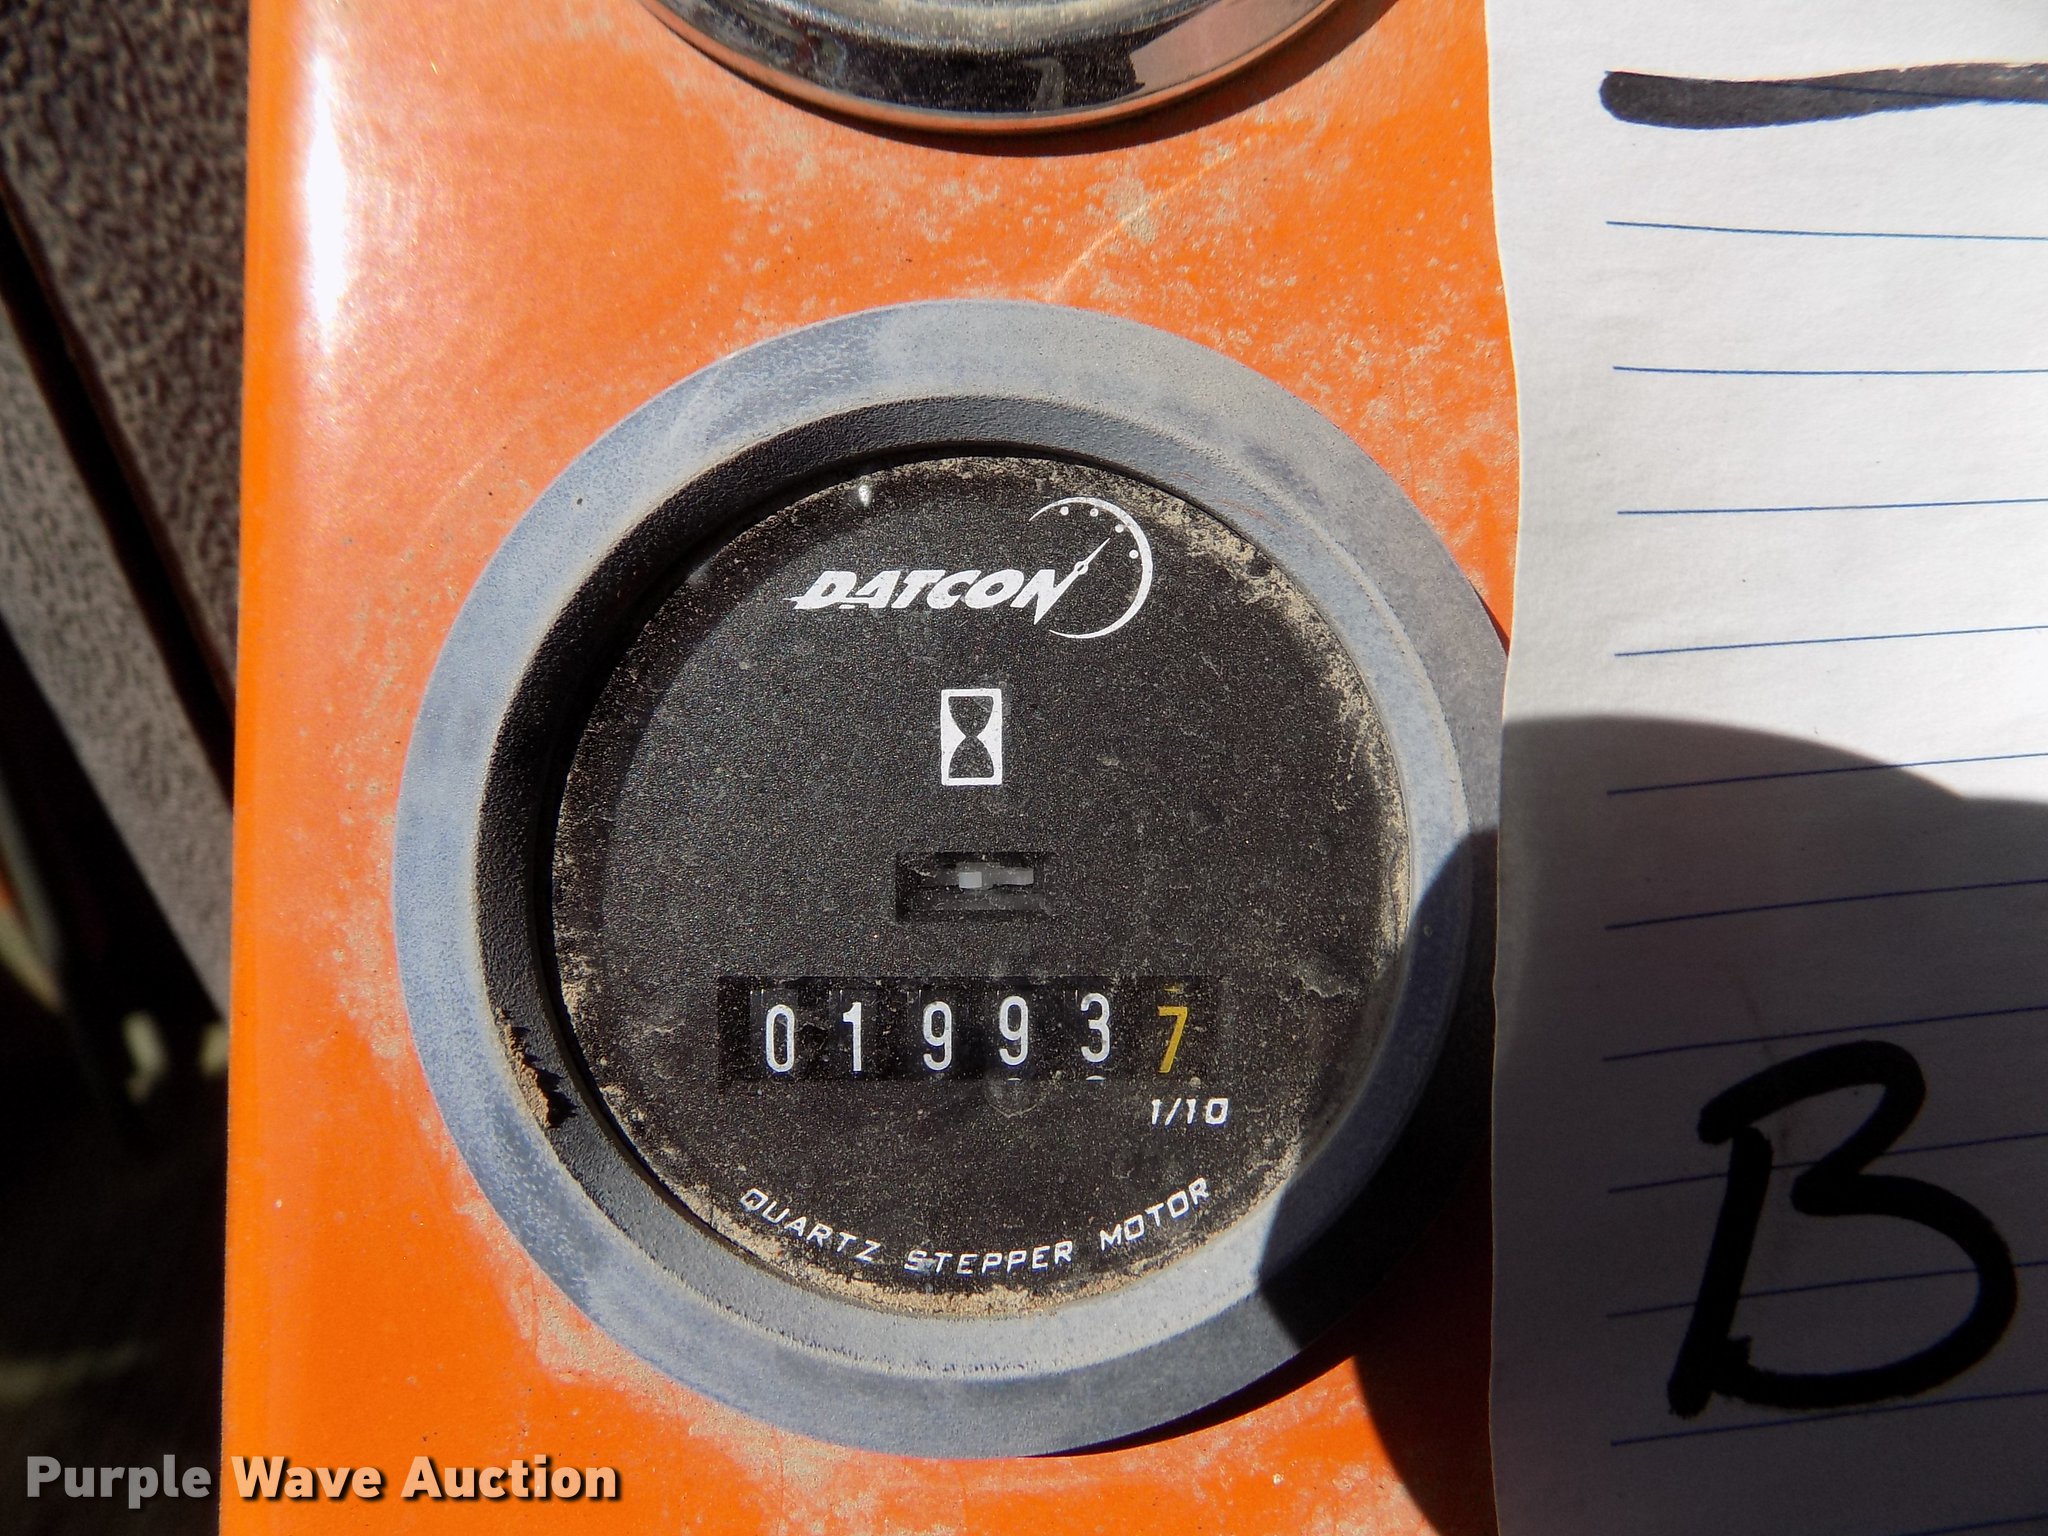 DATCON
019937
1/10
QUARTZ STEPPER MOTOR
B
Purple Wave Auction